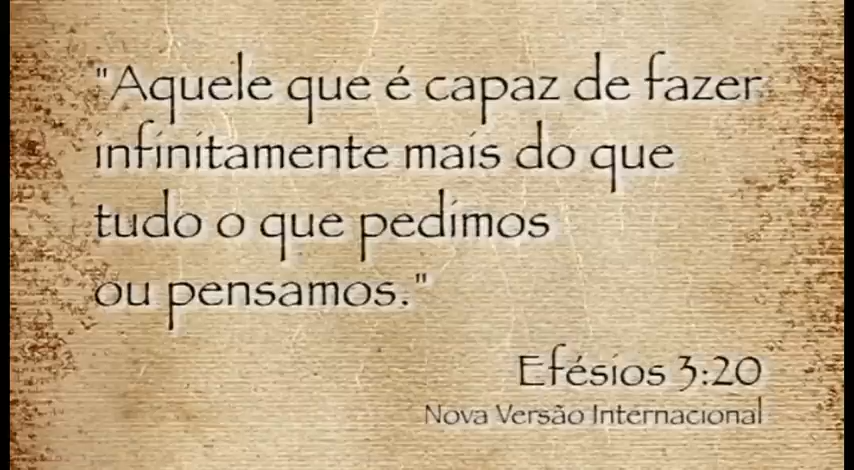 "Aquele que é capaz de fazer
infinitamente mais do que
tudo o que pedimos
ou pensamos."
Efésios 3:20
Nova Versão Internacional